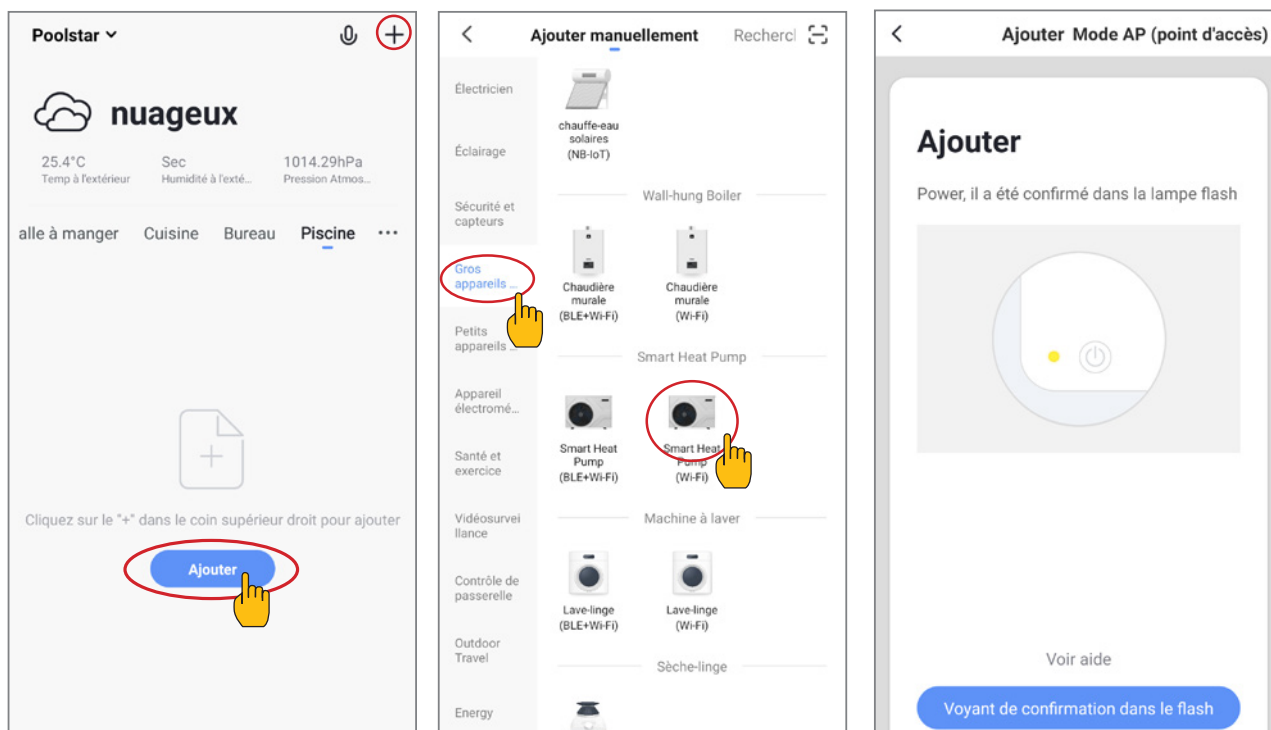 Poolstar
nuageux
25.4°C Sec 1014.29hPa
Temp à l'extérieur Humidité à l'exté... Pression Atmos...
alle à manger Cuisine Bureau Piscine
Cliquez sur le "+" dans le coin supérieur droit pour ajouter
Ajouter
Ajouter manuellement Rechercl
Électricien
Éclairage
Sécurité et
capteurs
Gros
appareils ...
Petits
appareils ...
Appareil
électromé...
Santé et
exercice
Vidéosurvei
llance
Contrôle de
passerelle
Outdoor
Travel
Energy
chauffe-eau
solaires
(NB-IoT)
Wall-hung Boiler
Chaudière
murale
(BLE+Wi-Fi)
Chaudière
murale
(Wi-Fi)
Smart Heat Pump
Smart Heat
Pump
(BLE+Wi-Fi)
Smart Heat
Pump
(Wi-Fi)
Machine à laver
Lave-linge
(BLE+Wi-Fi)
Lave-linge
(Wi-Fi)
Sèche-linge
Ajouter Mode AP (point d'accès)
Ajouter
Power, il a été confirmé dans la lampe flash
Voir aide
Voyant de confirmation dans le flash